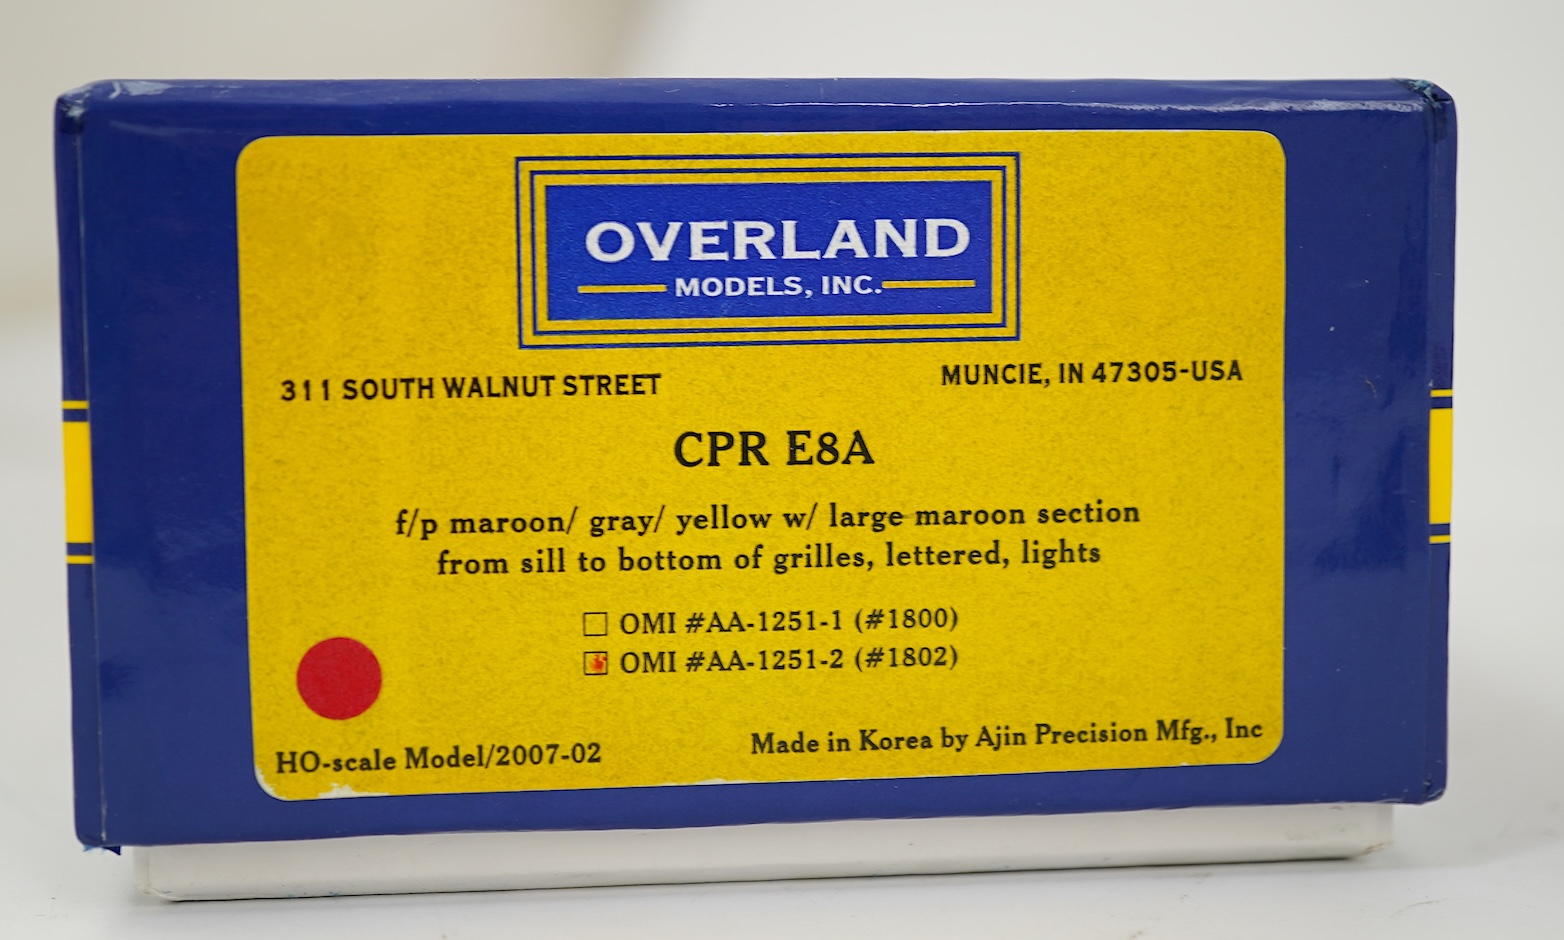 OVERLAND
MODELS, INC.
311 SOUTH WALNUT STREET MUNCIE, IN 47305-USA
CPR E8A
f/p maroon/ gray/ yellow w/ large maroon section
from sill to bottom of grilles, lettered, lights
OMI #AA-1251-1 (#1800)
OMI #AA-1251-2 (#1802)
HO-scale Model/2007-02 Made in Korea by Ajin Precision Mfg., Inc